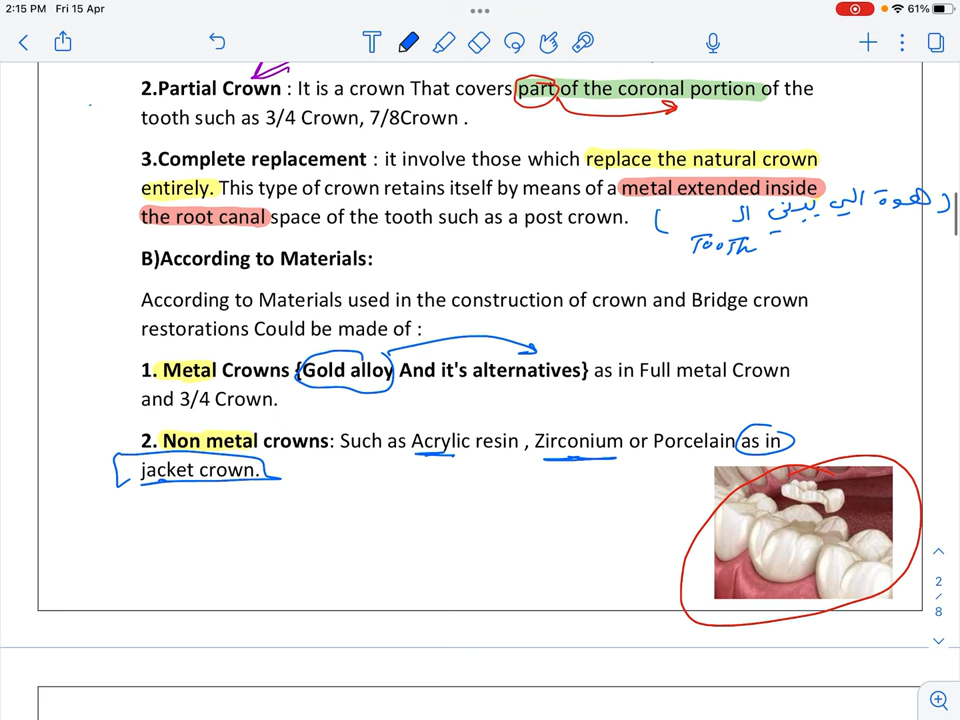 2:15 PM Fri 15 Apr
61%
2.Partial Crown : It is a crown That covers part of the coronal portion of the
tooth such as 3/4 Crown, 7/8Crown .
3.Complete replacement : it involve those which replace the natural crown
entirely. This type of crown retains itself by means of a metal extended inside
the root canal space of the tooth such as a post crown.
الي ال
Tooth
B)According to Materials:
According to Materials used in the construction of crown and Bridge crown
restorations Could be made of :
1. Metal Crowns {Gold alloy And it's alternatives} as in Full metal Crown
and 3/4 Crown.
2. Non metal crowns: Such as Acrylic resin , Zirconium or Porcelain as in
jacket crown.
2
/
8